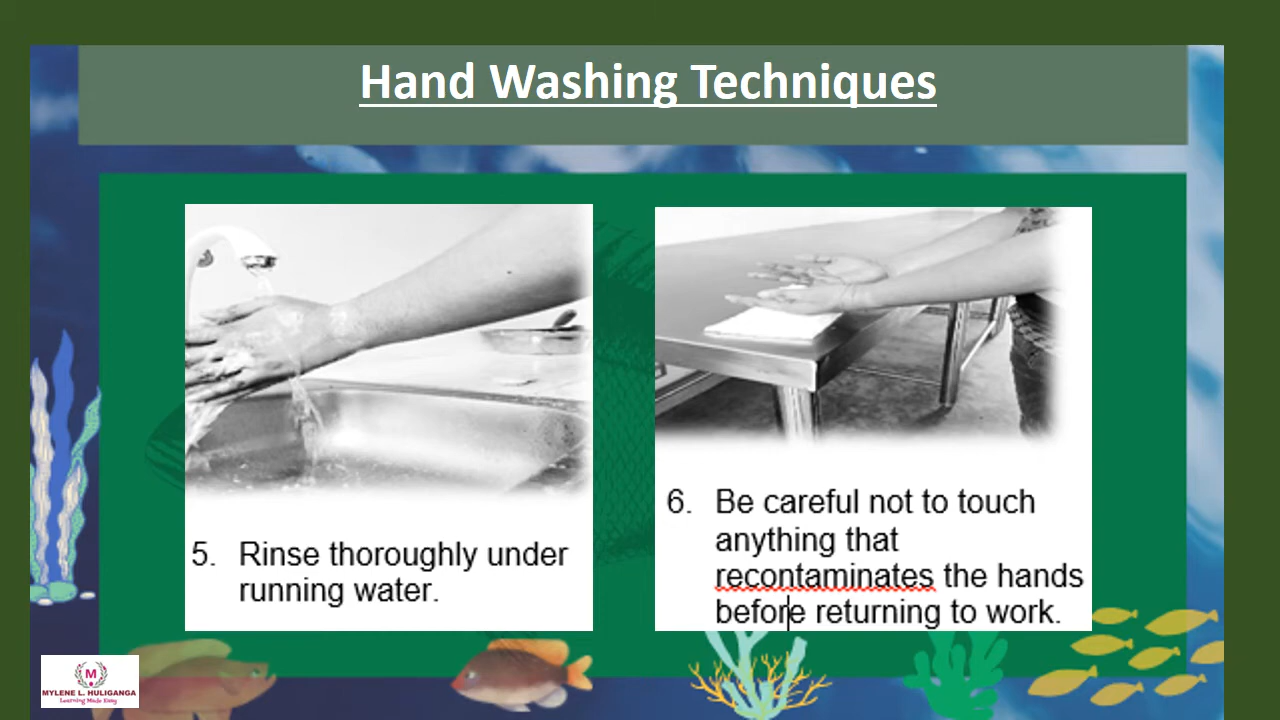 Hand Washing Techniques
5. Rinse thoroughly under
running water.
6. Be careful not to touch
anything that
recontaminates the hands
before returning to work.
M
MYLENE L. HULIGANGA
Learning Made Easy